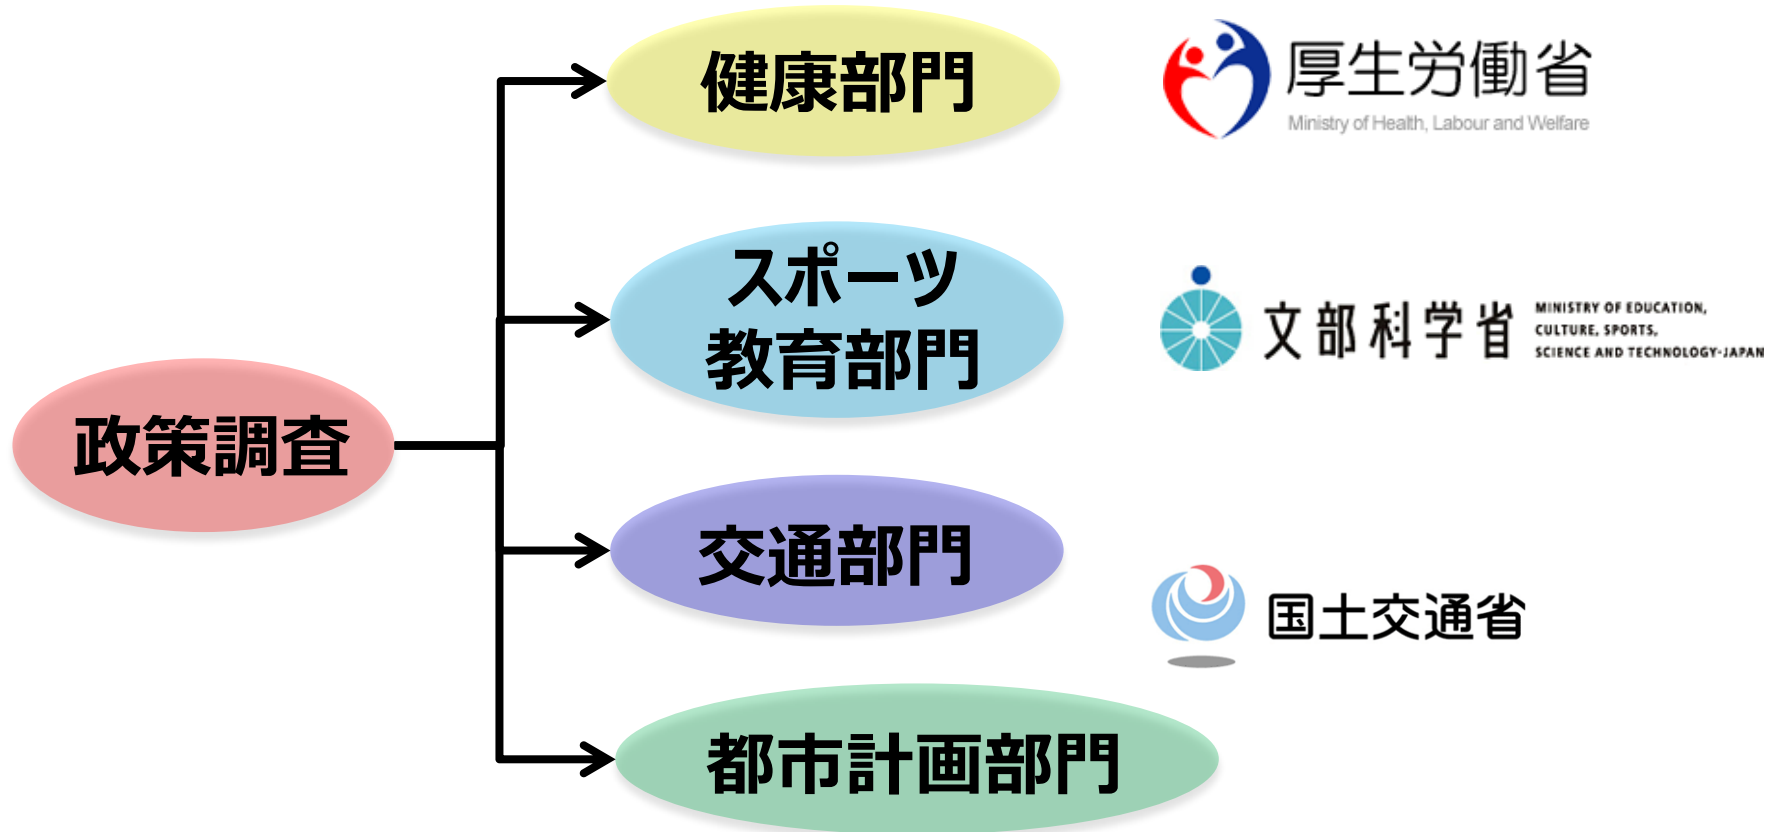 健康部門
厚生労働省
Ministry of Health, Labour and Welfare
スポーツ
教育部門
文部科学省
MINISTRY OF EDUCATION,
CULTURE, SPORTS,
SCIENCE AND TECHNOLOGY-JAPAN
政策調査
交通部門
国土交通省
都市計画部門